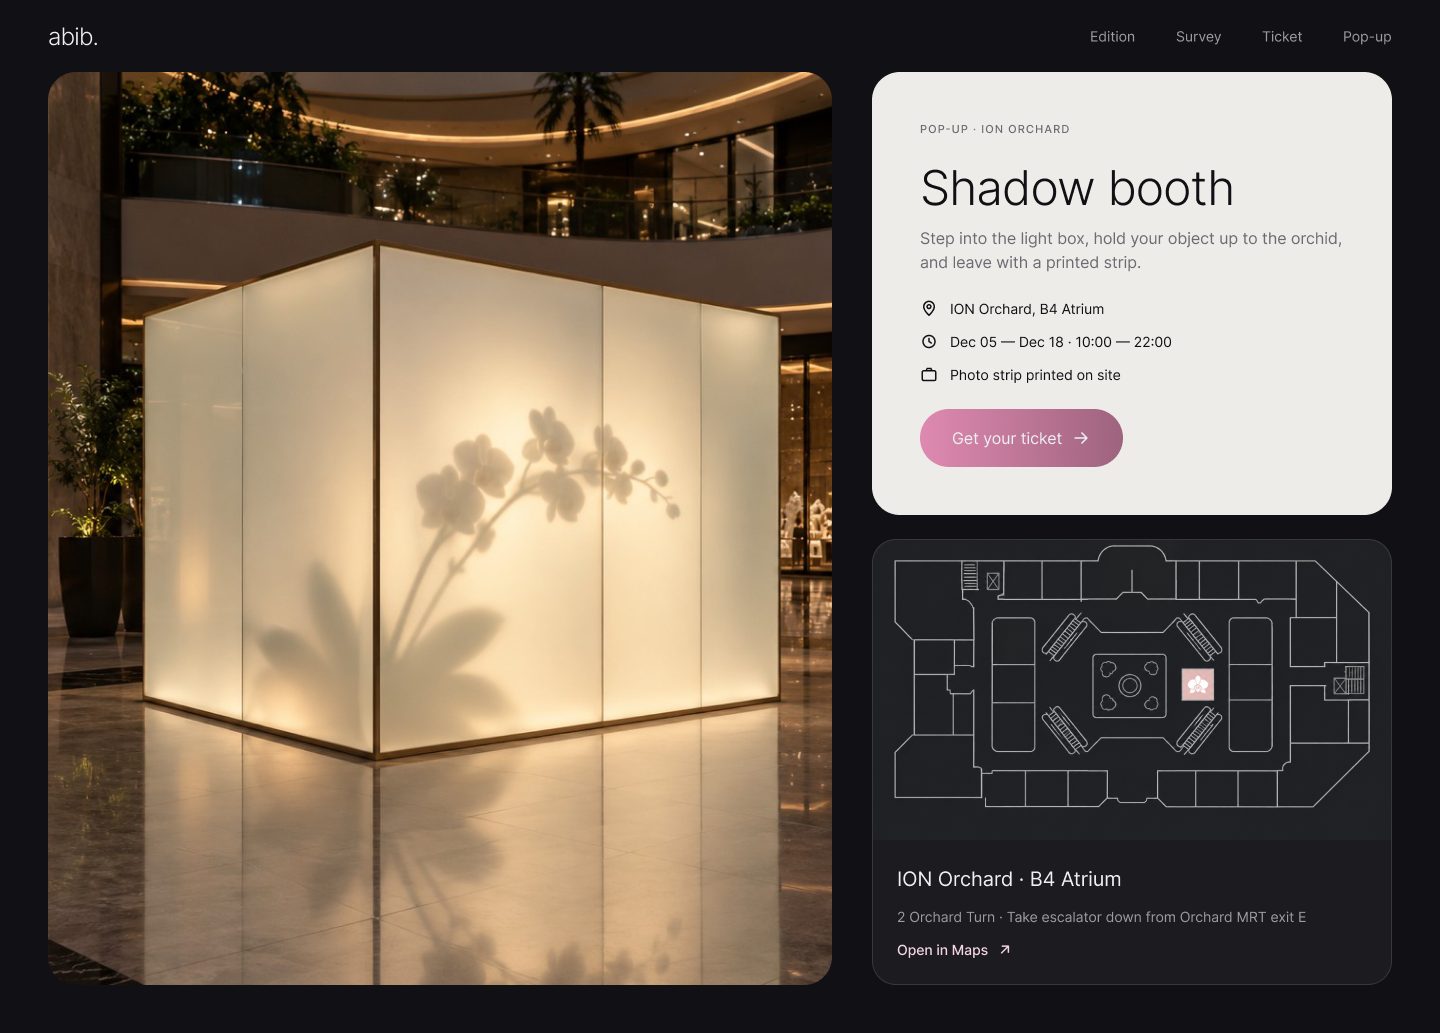 abib.
Edition
Survey
Ticket
Pop-up
POP-UP · ION ORCHARD
Shadow booth
Step into the light box, hold your object up to the orchid,
and leave with a printed strip.
ION Orchard, B4 Atrium
Dec 05 — Dec 18 · 10:00 — 22:00
Photo strip printed on site
Get your ticket →
ION Orchard · B4 Atrium
2 Orchard Turn · Take escalator down from Orchard MRT exit E
Open in Maps ↗